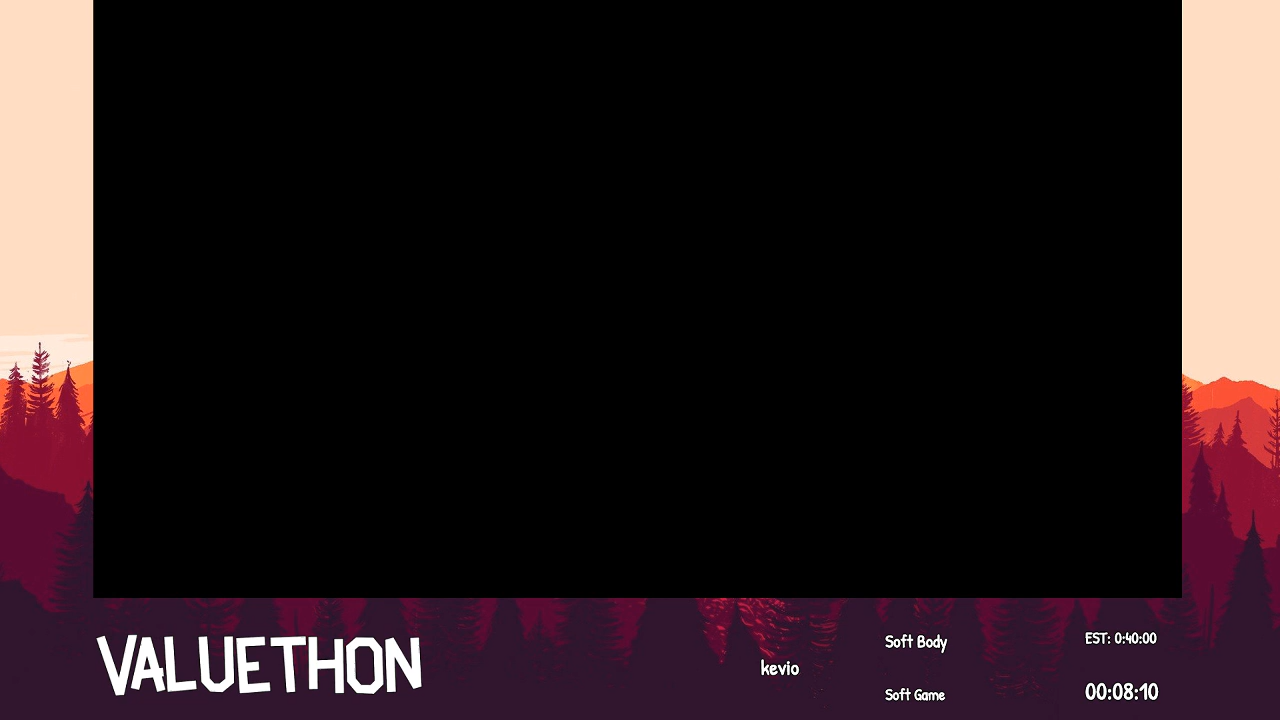 VALUETHON
kevio
Soft Body
Soft Game
EST: 0:40:00
00:08:10